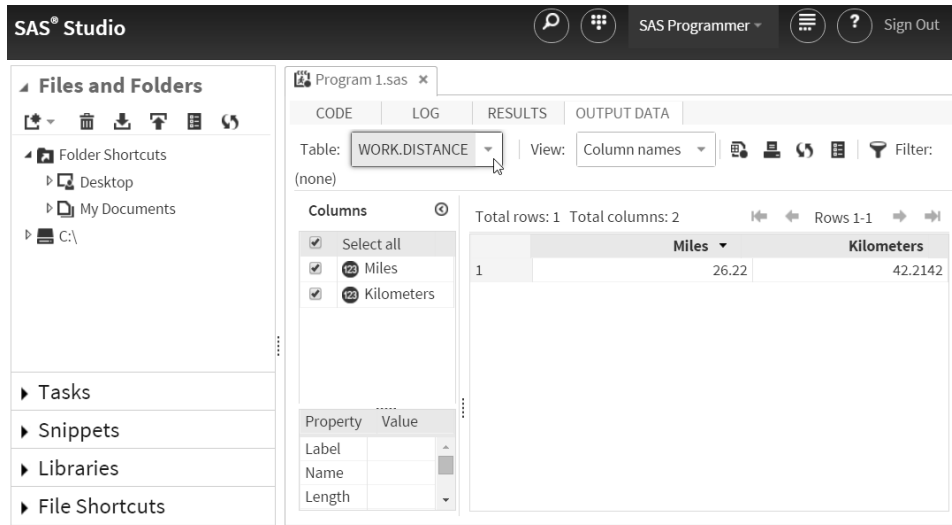 SAS® Studio
SAS Programmer
?
Sign Out
Files and Folders
Folder Shortcuts
Desktop
My Documents
C:\
Tasks
Snippets
Libraries
File Shortcuts
Program 1.sas ×
CODE LOG RESULTS OUTPUT DATA
Table: WORK.DISTANCE View: Column names Filter:
(none)
Columns
Select all
123 Miles
123 Kilometers
Property Value
Label
Name
Length
Total rows: 1 Total columns: 2 Rows 1-1
Miles Kilometers
1 26.22 42.2142